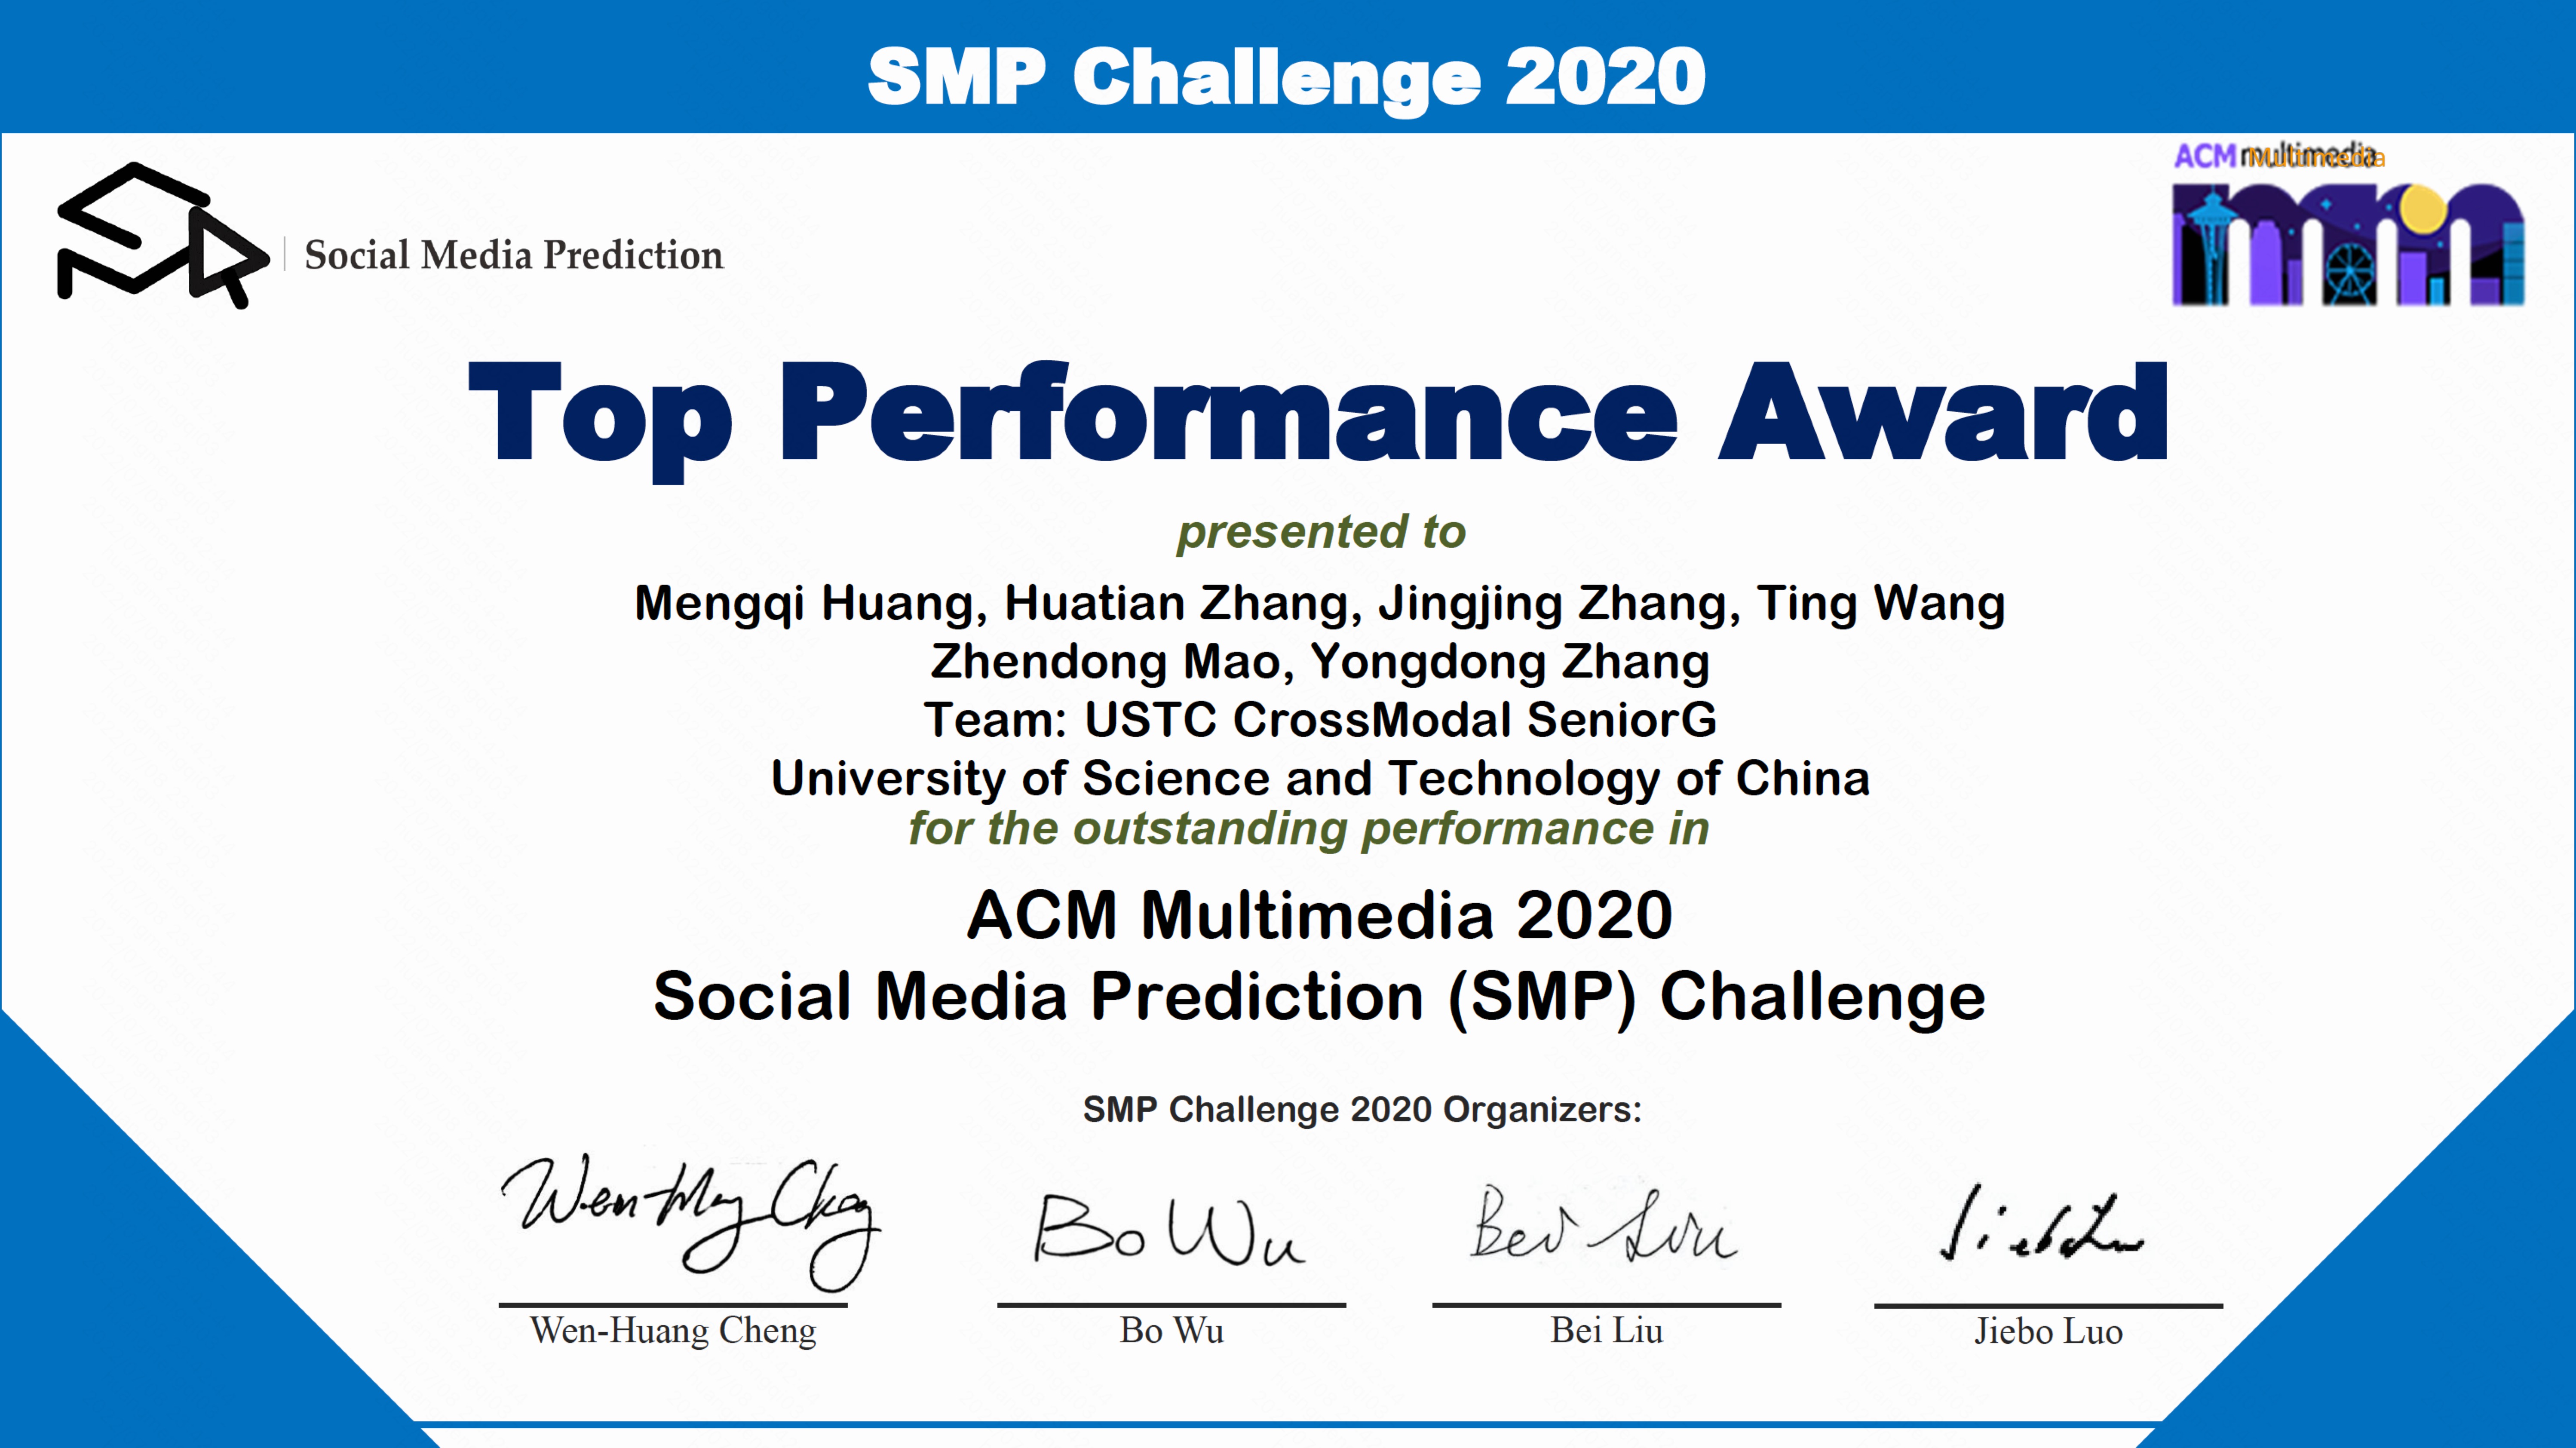 SMP Challenge 2020
Social Media Prediction
ACM multimedia
Top Performance Award
presented to
Mengqi Huang, Huatian Zhang, Jingjing Zhang, Ting Wang
Zhendong Mao, Yongdong Zhang
Team: USTC CrossModal SeniorG
University of Science and Technology of China
for the outstanding performance in
ACM Multimedia 2020
Social Media Prediction (SMP) Challenge
SMP Challenge 2020 Organizers:
Bo Wu
Bei Liu
Wen-Huang Cheng
Bo Wu
Bei Liu
Jiebo Luo